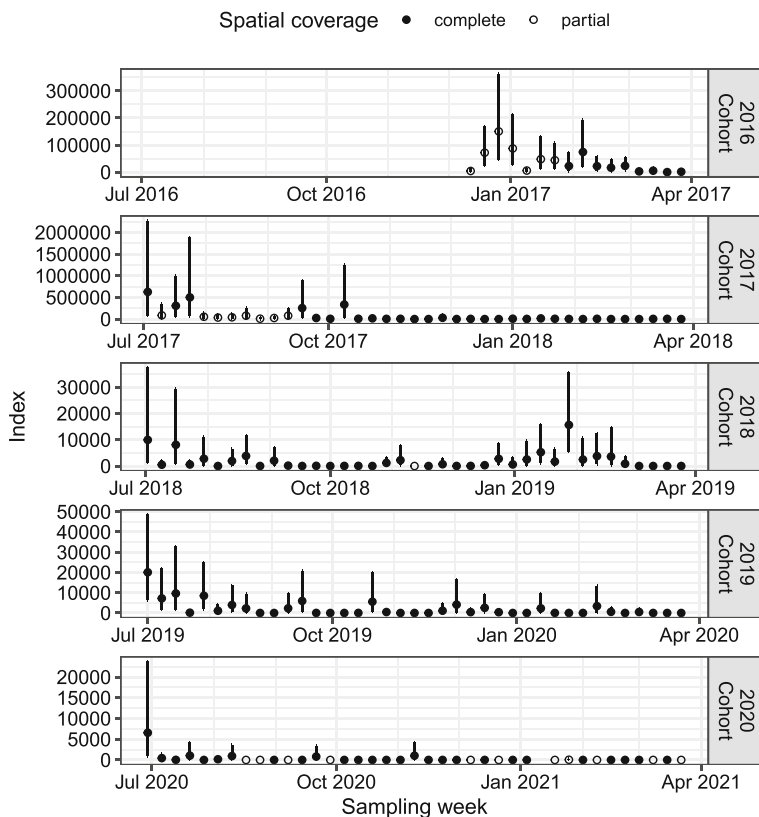 Spatial coverage complete partial
300000
200000
100000
0
Jul 2016 Oct 2016 Jan 2017 Apr 2017
2016
Cohort
2000000
1500000
1000000
500000
0
Jul 2017 Oct 2017 Jan 2018 Apr 2018
2017
Cohort
30000
20000
10000
0
Jul 2018 Oct 2018 Jan 2019 Apr 2019
2018
Cohort
Index
50000
40000
30000
20000
10000
0
Jul 2019 Oct 2019 Jan 2020 Apr 2020
2019
Cohort
20000
15000
10000
5000
0
Jul 2020 Oct 2020 Jan 2021 Apr 2021
2020
Cohort
Sampling week